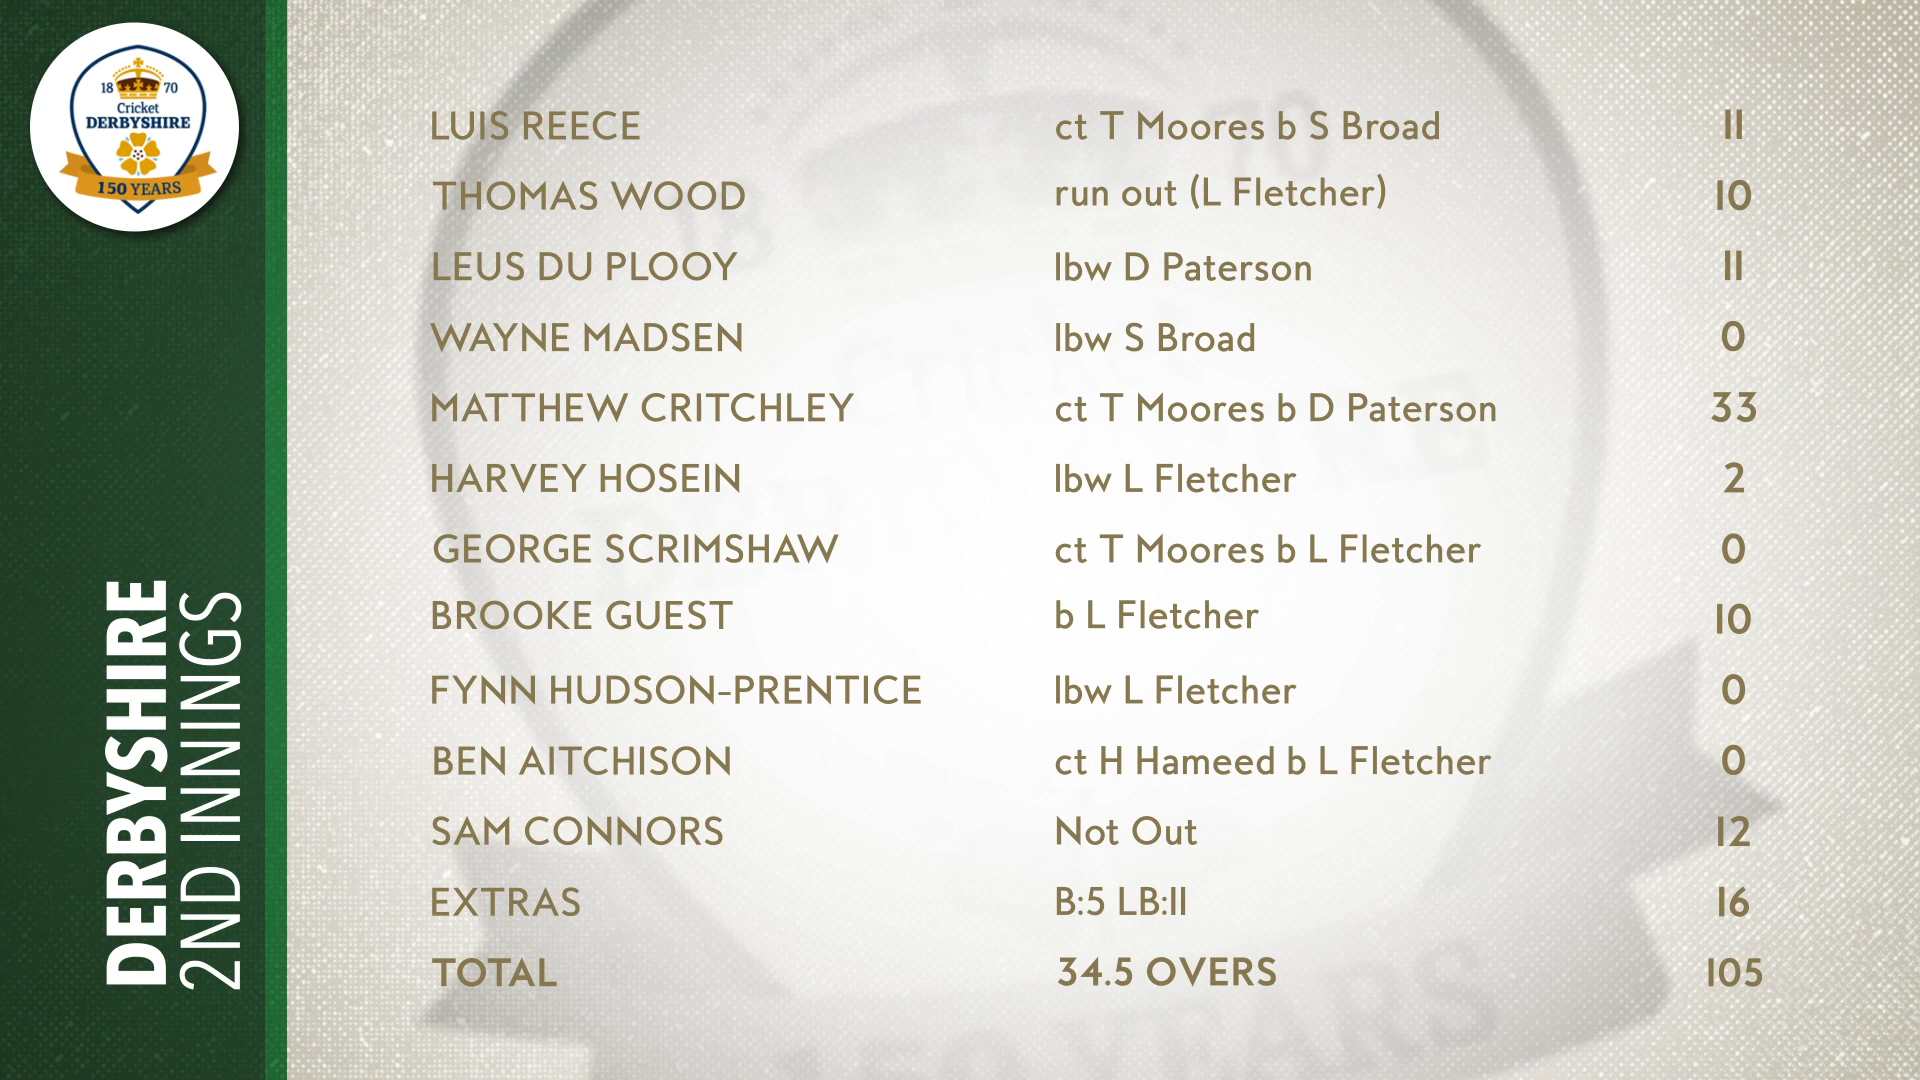 18 70
Cricket
DERBYSHIRE
150 YEARS
DERBYSHIRE
2ND INNINGS
LUIS REECE ct T Moores b S Broad 11
THOMAS WOOD run out (L Fletcher) 10
LEUS DU PLOOY lbw D Paterson 11
WAYNE MADSEN lbw S Broad 0
MATTHEW CRITCHLEY ct T Moores b D Paterson 33
HARVEY HOSEIN lbw L Fletcher 2
GEORGE SCRIMSHAW ct T Moores b L Fletcher 0
BROOKE GUEST b L Fletcher 10
FYNN HUDSON-PRENTICE lbw L Fletcher 0
BEN AITCHISON ct H Hameed b L Fletcher 0
SAM CONNORS Not Out 12
EXTRAS B:5 LB:11 16
TOTAL 34.5 OVERS 105